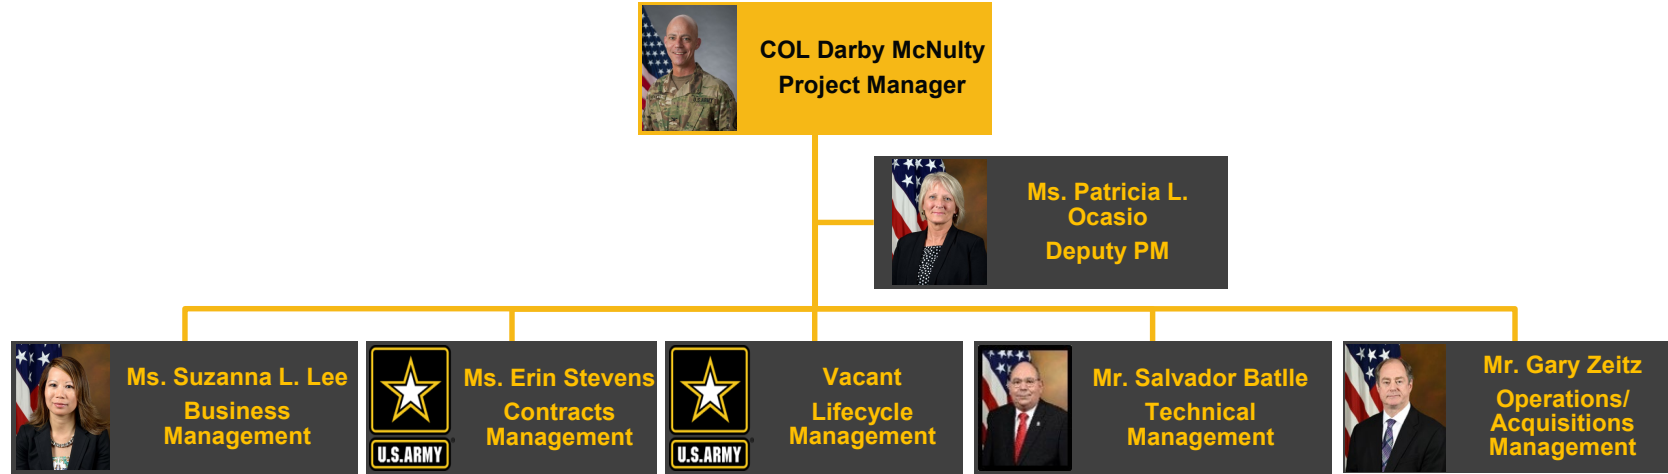 COL Darby McNulty
Project Manager
Ms. Patricia L.
Ocasio
Deputy PM
Ms. Suzanna L. Lee
Business
Management
U.S.ARMY
Ms. Erin Stevens
Contracts
Management
U.S.ARMY
Vacant
Lifecycle
Management
Mr. Salvador Batlle
Technical
Management
Mr. Gary Zeitz
Operations/
Acquisitions
Management